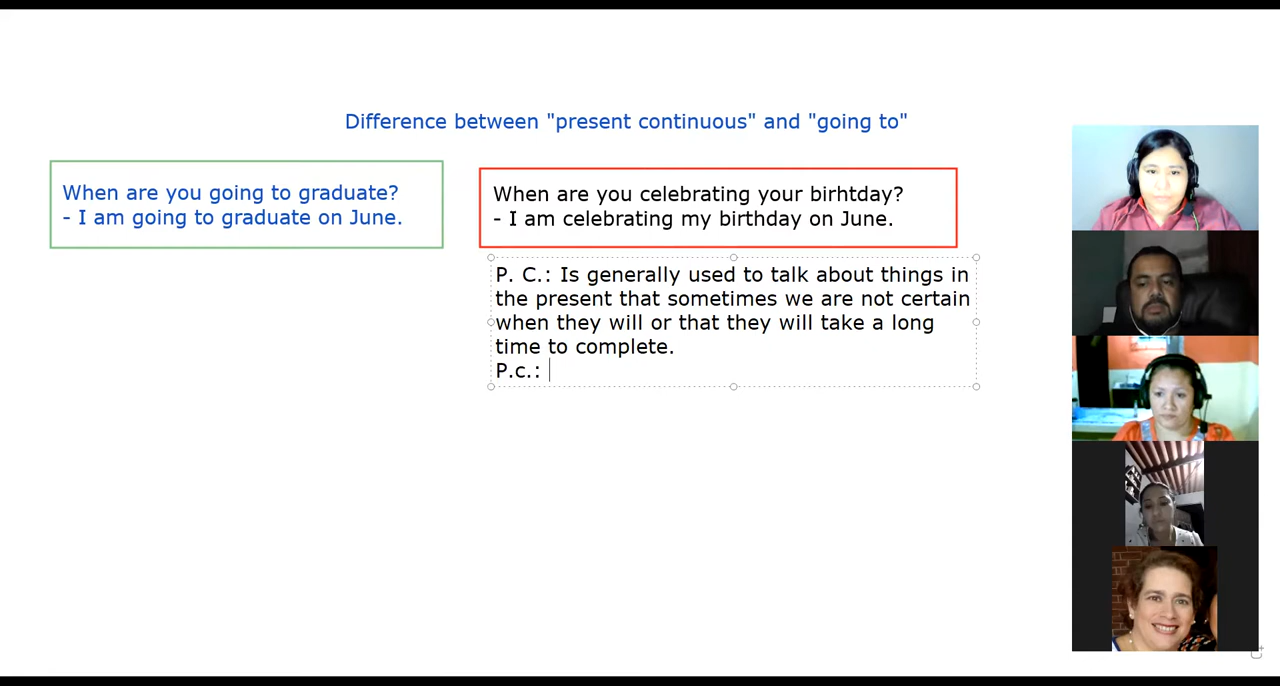 Difference between "present continuous" and "going to"
When are you going to graduate?
- I am going to graduate on June.
When are you celebrating your birhtday?
- I am celebrating my birthday on June.
P. C.: Is generally used to talk about things in
the present that sometimes we are not certain
when they will or that they will take a long
time to complete.
P.c.: